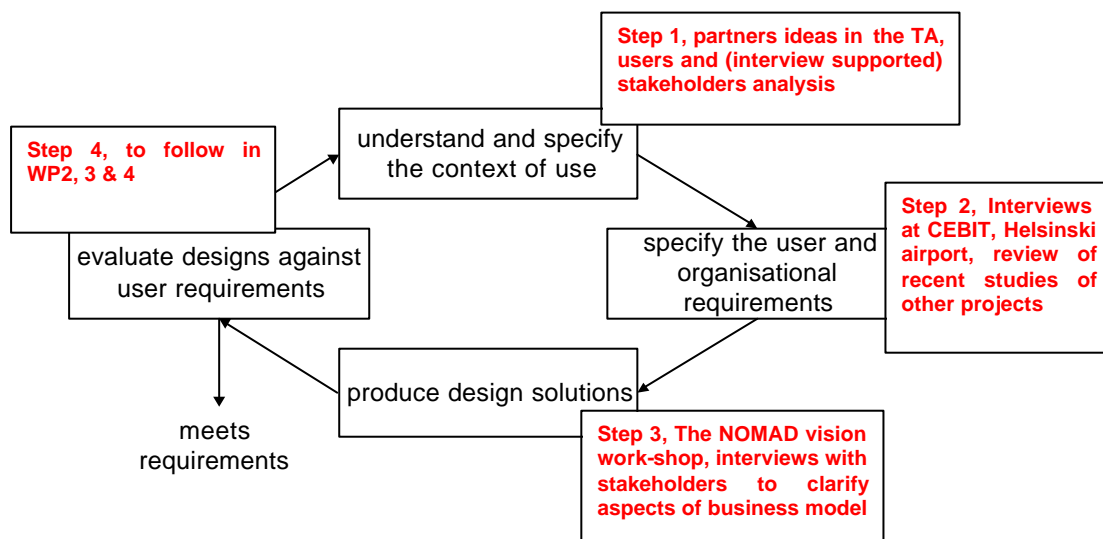 Step 1, partners ideas in the TA,
users and (interview supported)
stakeholders analysis
understand and specify
the context of use
Step 2, Interviews
at CEBIT, Helsinki
airport, review of
recent studies of
other projects
specify the user and
organisational
requirements
produce design solutions
Step 3, The NOMAD vision
work-shop, interviews with
stakeholders to clarify
aspects of business model
Step 4, to follow in
WP2, 3 & 4
evaluate designs against
user requirements
meets
requirements